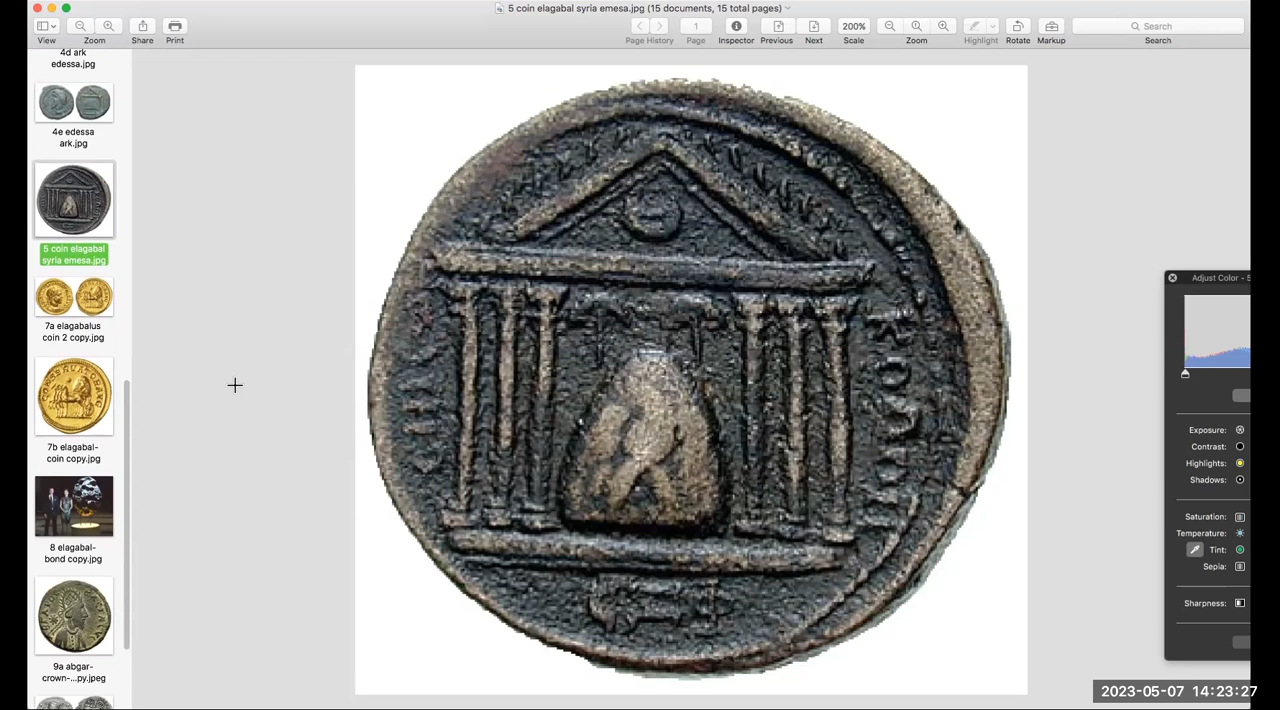 5 coin elagabal syria emesa.jpg (15 documents, 15 total pages)
View
Zoom
Share
Print
Page History
1
Page
Inspector
Previous
Next
200%
Scale
Zoom
Highlight
Rotate
Markup
Search
Search
4d ark
edessa.jpg
4e edessa
ark.jpg
5 coin elagabal
syria emesa.jpg
7a elagabalus
coin 2 copy.jpg
7b elagabal-
coin copy.jpg
8 elagabal-
bond copy.jpg
9a abgar-
crown-...py.jpeg
ΚΟΛΩΝ
Adjust Color - 5
Exposure:
Contrast:
Highlights:
Shadows:
Saturation:
Temperature:
Tint:
Sepia:
Sharpness:
2023-05-07 14:23:27